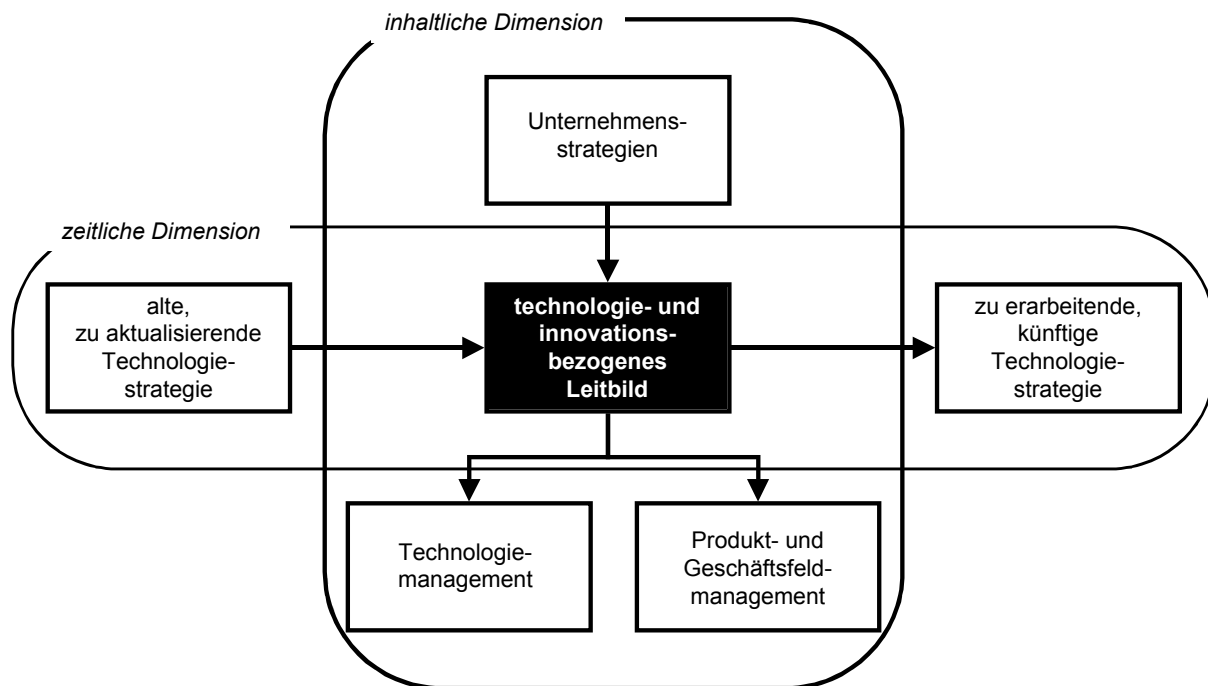 inhaltliche Dimension
Unternehmens-
strategien
zeitliche Dimension
alte,
zu aktualisierende
Technologie-
strategie
technologie- und
innovations-
bezogenes
Leitbild
zu erarbeitende,
künftige
Technologie-
strategie
Technologie-
management
Produkt- und
Geschäftsfeld-
management